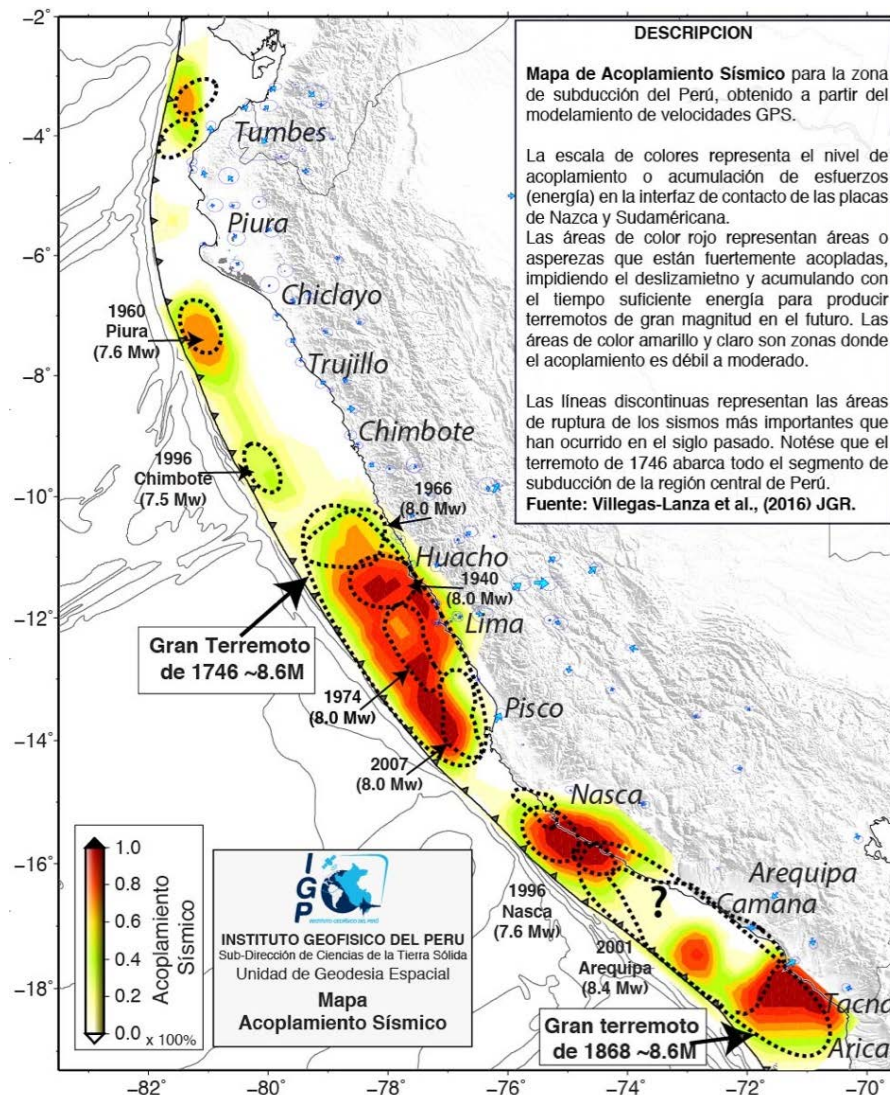 DESCRIPCION
Mapa de Acoplamiento Sísmico para la zona
de subducción del Perú, obtenido a partir del
modelamiento de velocidades GPS.
La escala de colores representa el nivel de
acoplamiento o acumulación de esfuerzos
(energía) en la interfaz de contacto de las placas
de Nazca y Sudaméricana.
Las áreas de color rojo representan áreas o
asperezas que están fuertemente acopladas,
impidiendo el deslizamietno y acumulando con
el tiempo suficiente energía para producir
terremotos de gran magnitud en el futuro. Las
áreas de color amarillo y claro son zonas donde
el acoplamiento es débil a moderado.
Las líneas discontinuas representan las áreas
de ruptura de los sismos más importantes que
han ocurrido en el siglo pasado. Notése que el
terremoto de 1746 abarca todo el segmento de
subducción de la región central de Perú.
Fuente: Villegas-Lanza et al., (2016) JGR.
−2°
−4°
−6°
−8°
−10°
−12°
−14°
−16°
−18°
Tumbes
Piura
Chiclayo
1960
Piura
(7.6 Mw)
Trujillo
Chimbote
1996
Chimbote
(7.5 Mw)
1966
(8.0 Mw)
Huacho
1940
(8.0 Mw)
Lima
Gran Terremoto
de 1746 ~8.6M
1974
(8.0 Mw)
Pisco
2007
(8.0 Mw)
Nasca
1996
Nasca
(7.6 Mw)
?
Arequipa
Camana
2001
Arequipa
(8.4 Mw)
Tacna
Gran terremoto
de 1868 ~8.6M
Arica
1.0
0.8
0.6
0.4
0.2
0.0
x 100%
Acoplamiento
Sísmico
IGP
INSTITUTO GEOFISICO DEL PERU
INSTITUTO GEOFISICO DEL PERU
Sub-Dirección de Ciencias de la Tierra Sólida
Unidad de Geodesia Espacial
Mapa
Acoplamiento Sísmico
−82
−80
−78
−76
−74
−72
−70